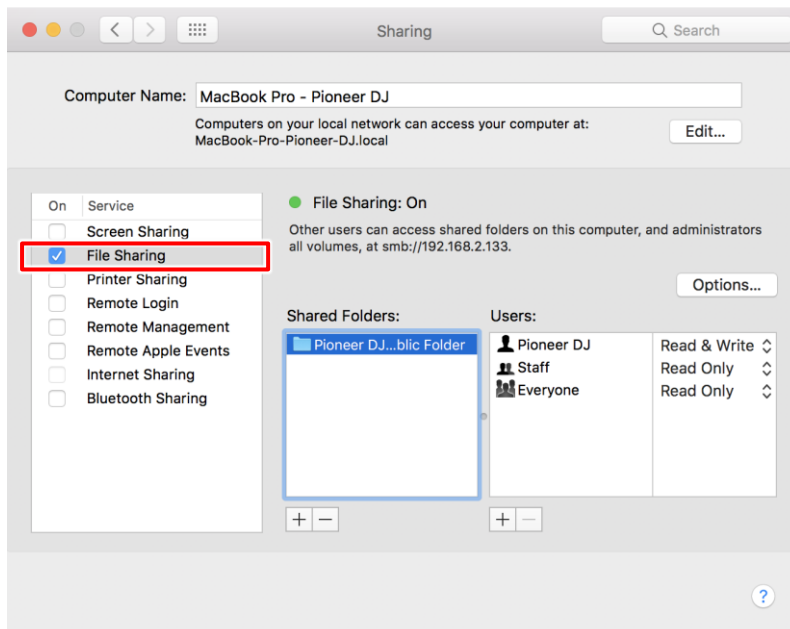 Sharing
Search
Computer Name: MacBook Pro - Pioneer DJ
Computers on your local network can access your computer at:
MacBook-Pro-Pioneer-DJ.local
Edit...
On Service
Screen Sharing
File Sharing
Printer Sharing
Remote Login
Remote Management
Remote Apple Events
Internet Sharing
Bluetooth Sharing
File Sharing: On
Other users can access shared folders on this computer, and administrators
all volumes, at smb://192.168.2.133.
Options...
Shared Folders:
Pioneer DJ...blic Folder
Users:
Pioneer DJ Read & Write
Staff Read Only
Everyone Read Only
+ −
+ −
?